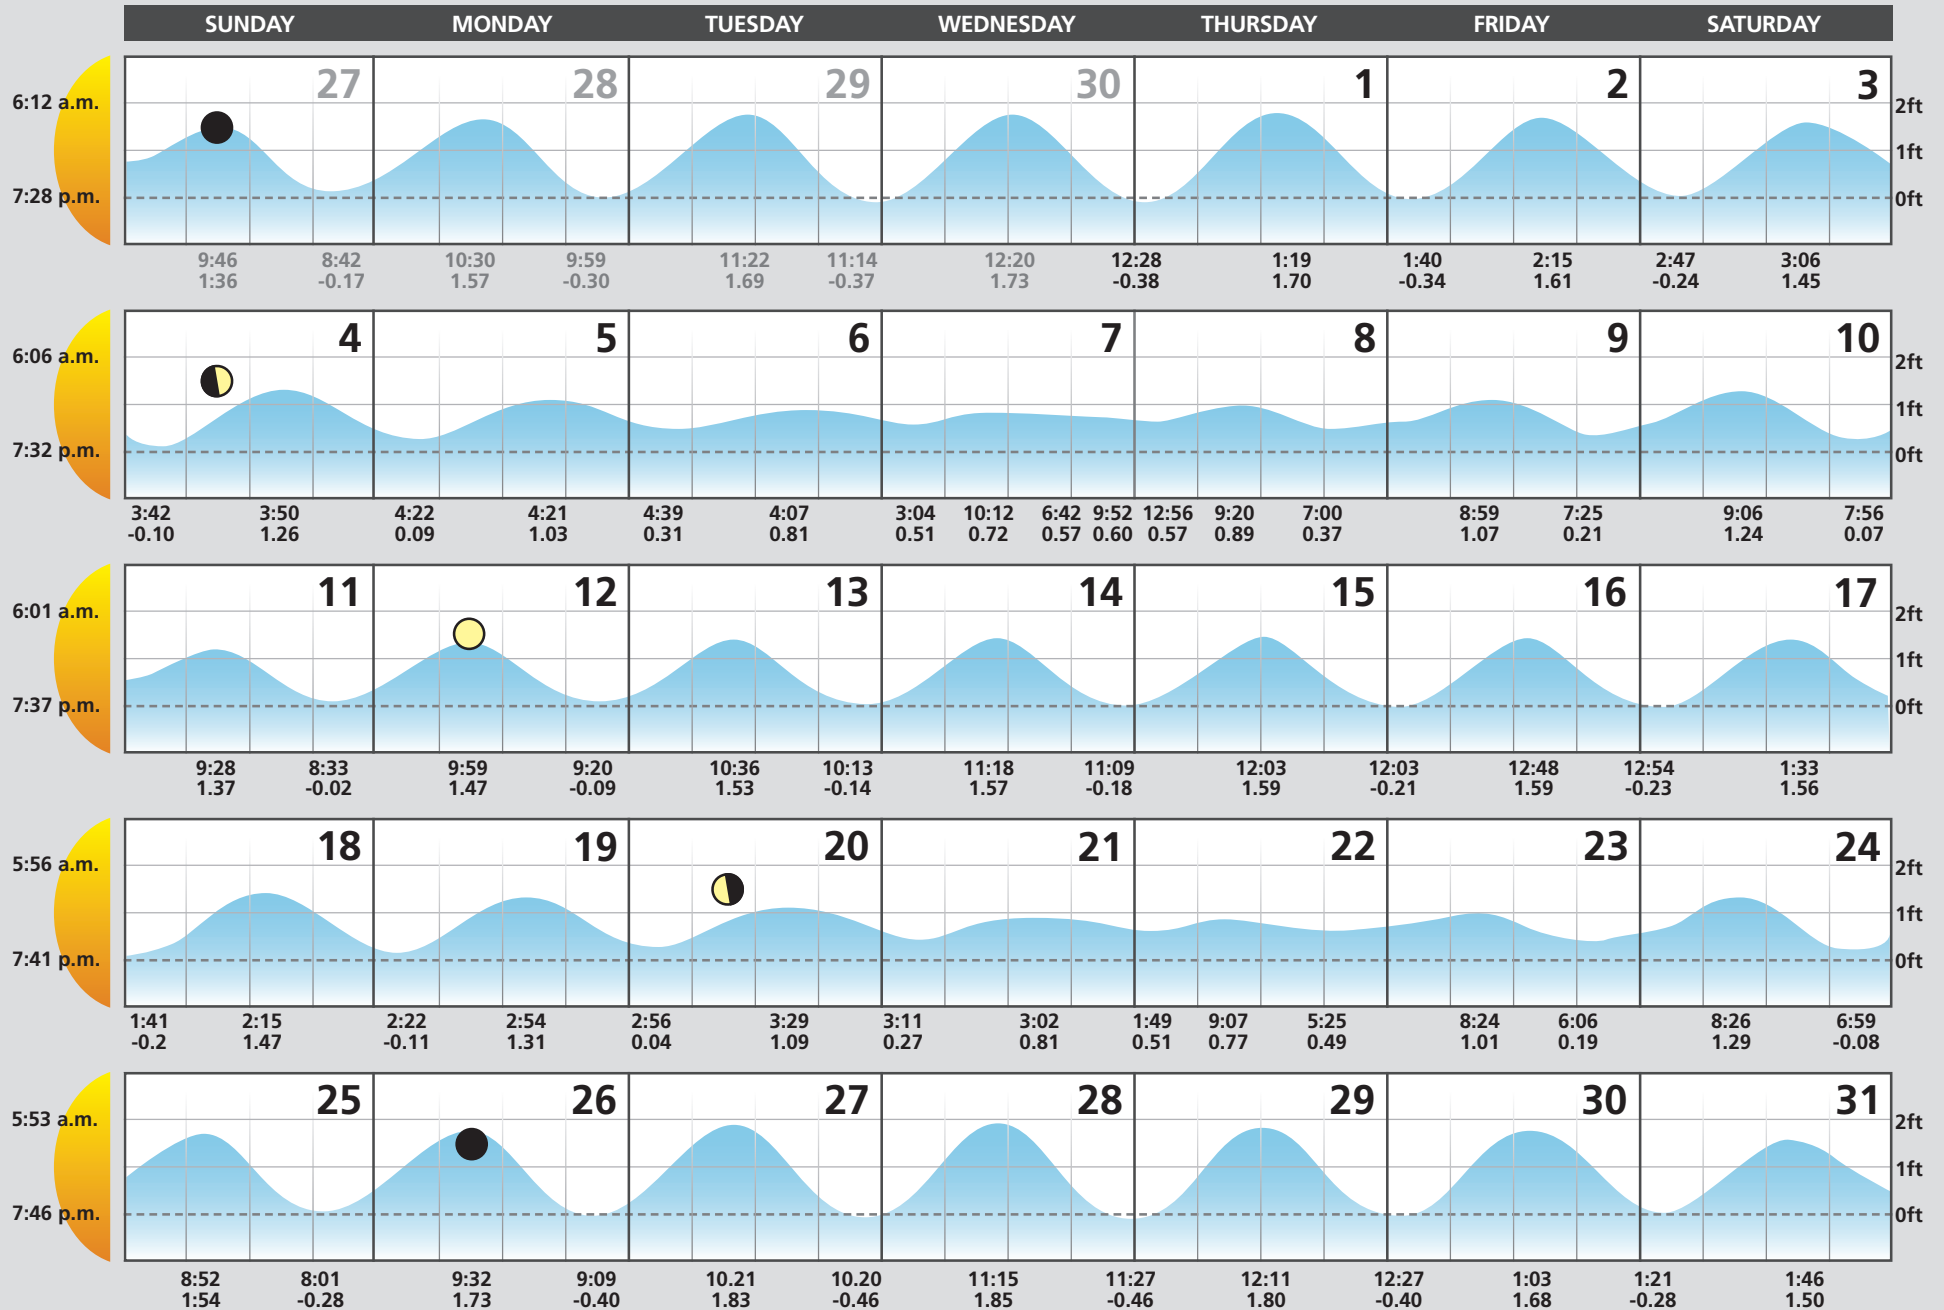 SUNDAY MONDAY TUESDAY WEDNESDAY THURSDAY FRIDAY SATURDAY
27 28 29 30 1 2 3
6:12 a.m. 2ft
1ft
7:28 p.m. 0ft
9:46 8:42 10:30 9:59 11:22 11:14 12:20 12:28 1:19 1:40 2:15 2:47 3:06
1:36 -0.17 1.57 -0.30 1.69 -0.37 1.73 -0.38 1.70 -0.34 1.61 -0.24 1.45
4 5 6 7 8 9 10
6:06 a.m. 2ft
1ft
7:32 p.m. 0ft
3:42 3:50 4:22 4:21 4:39 4:07 3:04 10:12 6:42 9:52 12:56 9:20 7:00 8:59 7:25 9:06 7:56
-0.10 1.26 0.09 1.03 0.31 0.81 0.51 0.72 0.57 0.60 0.57 0.89 0.37 1.07 0.21 1.24 0.07
11 12 13 14 15 16 17
6:01 a.m. 2ft
1ft
7:37 p.m. 0ft
9:28 8:33 9:59 9:20 10:36 10:13 11:18 11:09 12:03 12:03 12:48 12:54 1:33
1.37 -0.02 1.47 -0.09 1.53 -0.14 1.57 -0.18 1.59 -0.21 1.59 -0.23 1.56
18 19 20 21 22 23 24
5:56 a.m. 2ft
1ft
7:41 p.m. 0ft
1:41 2:15 2:22 2:54 2:56 3:29 3:11 3:02 1:49 9:07 5:25 8:24 6:06 8:26 6:59
-0.2 1.47 -0.11 1.31 0.04 1.09 0.27 0.81 0.51 0.77 0.49 1.01 0.19 1.29 -0.08
25 26 27 28 29 30 31
5:53 a.m. 2ft
1ft
7:46 p.m. 0ft
8:52 8:01 9:32 9:09 10.21 10.20 11:15 11:27 12:11 12:27 1:03 1:21 1:46
1:54 -0.28 1.73 -0.40 1.83 -0.46 1.85 -0.46 1.80 -0.40 1.68 -0.28 1.50